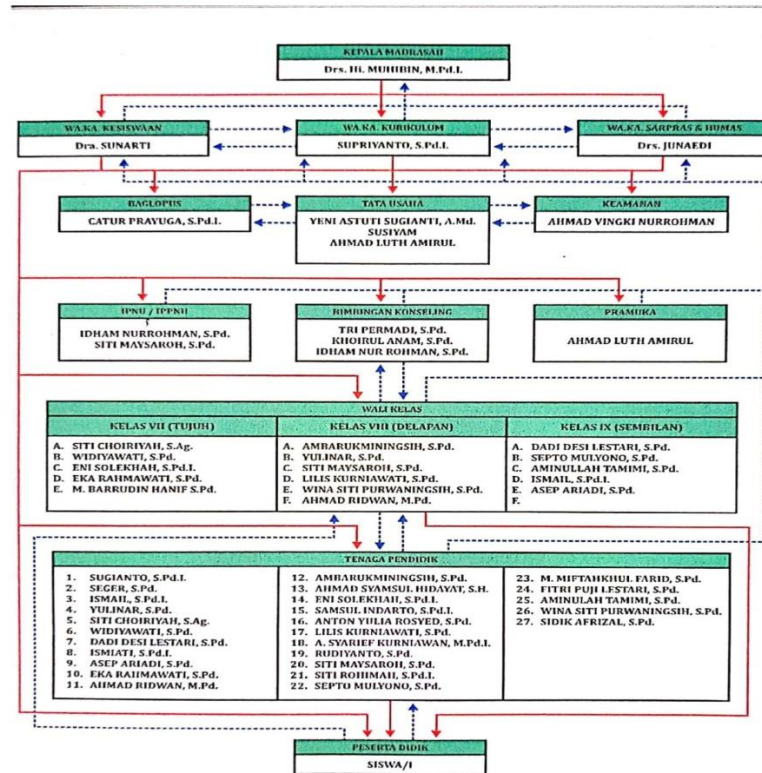 KEPALA MADRASAH
Drs. Hi. MUHIBIN, M.Pd.I.
WA.KA. KESISWAAN
Dra. SUNARTI
WA.KA. KURIKULUM
SUPRIYANTO, S.Pd.I.
WA.KA. SARPRAS & HUMAS
Drs. JUNAEDI
BAGLOPUS
CATUR PRAYUGA, S.Pd.I.
TATA USAHA
YENI ASTUTI SUGIANTI, A.Md.
SUSIYAM
AHMAD LUTH AMIRUL
KEAMANAN
AHMAD VINGKI NURROHMAN
IPNU / IPPNU
IDHAM NURROHMAN, S.Pd.
SITI MAYSAROH, S.Pd.
BIMBINGAN KONSELING
TRI PERMADI, S.Pd.
KHOIRUL ANAM, S.Pd.
IDHAM NUR ROHMAN, S.Pd.
PRAMUKA
AHMAD LUTH AMIRUL
WALI KELAS
KELAS VII (TUJUH)
A. SITI CHOIRIYAH, S.Ag.
B. WIDIYAWATI, S.Pd.
C. ENI SOLEKHAH, S.Pd.I.
D. EKA RAHMAWATI, S.Pd.
E. M. BARRUDIN HANIF S.Pd.
KELAS VIII (DELAPAN)
A. AMBARUKMININGSIH, S.Pd.
B. YULINAR, S.Pd.
C. SITI MAYSAROH, S.Pd.
D. LILIS KURNIAWATI, S.Pd.
E. WINA SITI PURWANINGSIH, S.Pd.
F. AHMAD RIDWAN, M.Pd.
KELAS IX (SEMBILAN)
A. DADI DESI LESTARI, S.Pd.
B. SEPTO MULYONO, S.Pd.
C. AMINULLAH TAMIMI, S.Pd.
D. ISMAIL, S.Pd.I.
E. ASEP ARIADI, S.Pd.
F.
TENAGA PENDIDIK
1. SUGIANTO, S.Pd.I.
2. SEGER, S.Pd.
3. ISMAIL, S.Pd.I.
4. YULINAR, S.Pd.
5. SITI CHOIRIYAH, S.Ag.
6. WIDIYAWATI, S.Pd.
7. DADI DESI LESTARI, S.Pd.
8. ISMIATI, S.Pd.I.
9. ASEP ARIADI, S.Pd.
10. EKA RAHMAWATI, S.Pd.
11. AHMAD RIDWAN, M.Pd.
12. AMBARUKMININGSIH, S.Pd.
13. AHMAD SYAMSUL HIDAYAT, S.H.
14. ENI SOLEKHAH, S.Pd.I.
15. SAMSUL INDARTO, S.Pd.I.
16. ANTON YULIA ROSYED, S.Pd.
17. LILIS KURNIAWATI, S.Pd.
18. A. SYARIEF KURNIAWAN, M.Pd.I.
19. RUDIYANTO, S.Pd.
20. SITI MAYSAROH, S.Pd.
21. SITI ROHIMAH, S.Pd.I.
22. SEPTO MULYONO, S.Pd.
23. M. MIFTAHKHUL FARID, S.Pd.
24. FITRI PUJI LESTARI, S.Pd.
25. AMINULAH TAMIMI, S.Pd.
26. WINA SITI PURWANINGSIH, S.Pd.
27. SIDIK AFRIZAL, S.Pd.
PESERTA DIDIK
SISWA/I